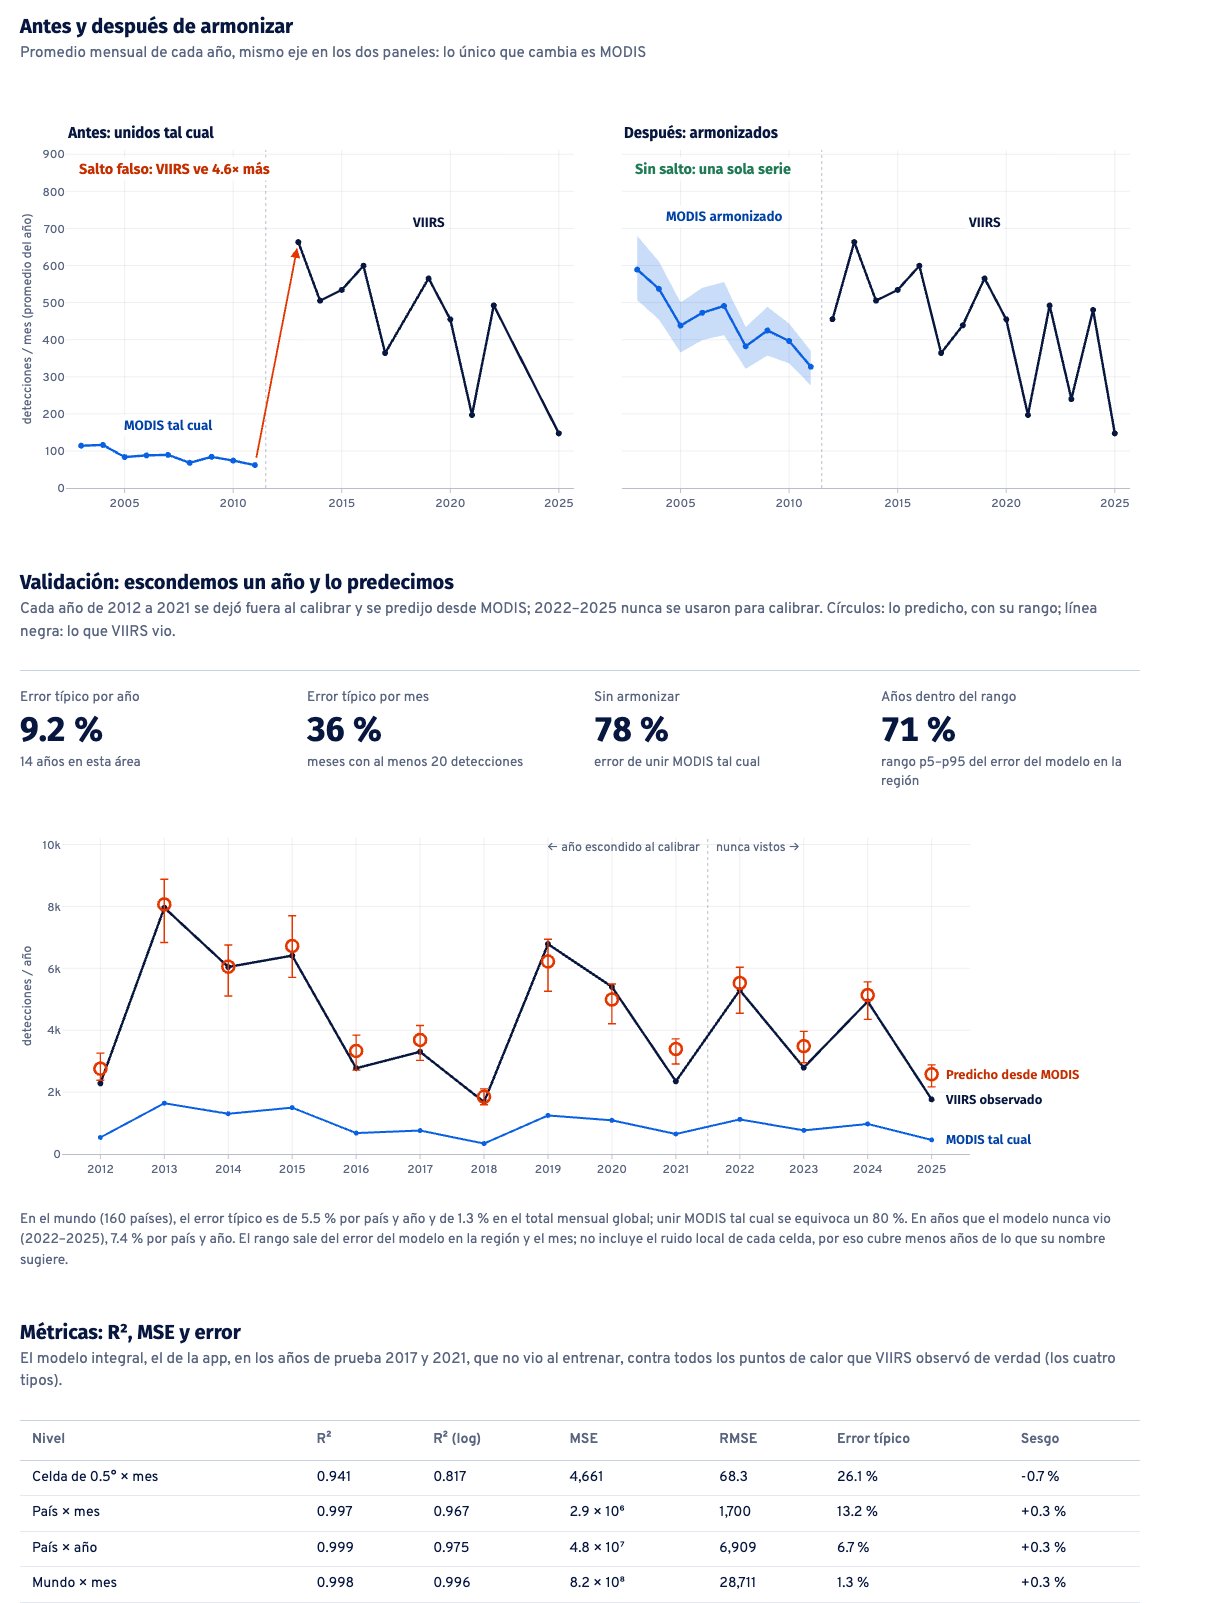 Antes y después de armonizar
Promedio mensual de cada año, mismo eje en los dos paneles: lo único que cambia es MODIS
Antes: unidos tal cual
Después: armonizados
Salto falso: VIIRS ve 4.6× más
Sin salto: una sola serie
MODIS armonizado
VIIRS
VIIRS
MODIS tal cual
detecciones / mes (promedio del año)
900
800
700
600
500
400
300
200
100
0
2005 2010 2015 2020 2025
2005 2010 2015 2020 2025
Validación: escondemos un año y lo predecimos
Cada año de 2012 a 2021 se dejó fuera al calibrar y se predijo desde MODIS; 2022–2025 nunca se usaron para calibrar. Círculos: lo predicho, con su rango; línea
negra: lo que VIIRS vio.
Error típico por año
9.2 %
14 años en esta área
Error típico por mes
36 %
meses con al menos 20 detecciones
Sin armonizar
78 %
error de unir MODIS tal cual
Años dentro del rango
71 %
rango p5–p95 del error del modelo en la
región
← año escondido al calibrar
nunca vistos →
10k
8k
6k
4k
2k
0
detecciones / año
Predicho desde MODIS
VIIRS observado
MODIS tal cual
2012 2013 2014 2015 2016 2017 2018 2019 2020 2021 2022 2023 2024 2025
En el mundo (160 países), el error típico es de 5.5 % por país y año y de 1.3 % en el total mensual global; unir MODIS tal cual se equivoca un 80 %. En años que el modelo nunca vio
(2022–2025), 7.4 % por país y año. El rango sale del error del modelo en la región y el mes; no incluye el ruido local de cada celda, por eso cubre menos años de lo que su nombre
sugiere.
Métricas: R², MSE y error
El modelo integral, el de la app, en los años de prueba 2017 y 2021, que no vio al entrenar, contra todos los puntos de calor que VIIRS observó de verdad (los cuatro
tipos).
Nivel R² R² (log) MSE RMSE Error típico Sesgo
Celda de 0.5° × mes 0.941 0.817 4,661 68.3 26.1 % -0.7 %
País × mes 0.997 0.967 2.9 × 10⁶ 1,700 13.2 % +0.3 %
País × año 0.999 0.975 4.8 × 10⁷ 6,909 6.7 % +0.3 %
Mundo × mes 0.998 0.996 8.2 × 10⁸ 28,711 1.3 % +0.3 %